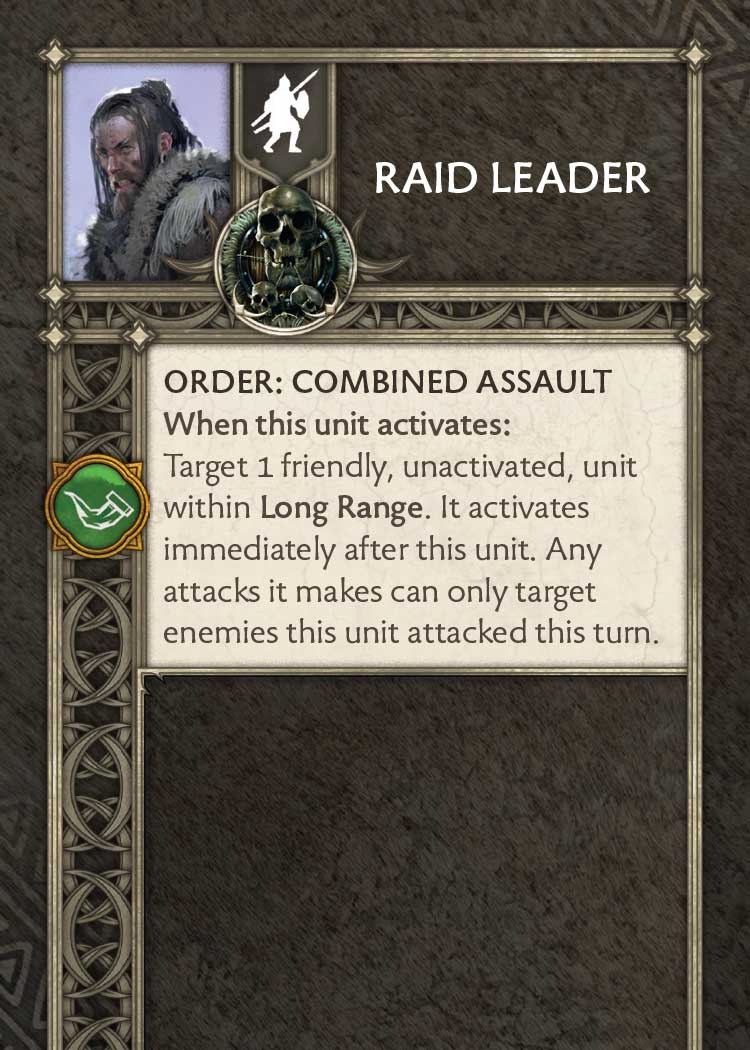 RAID LEADER
ORDER: COMBINED ASSAULT
When this unit activates:
Target 1 friendly, unactivated, unit
within Long Range. It activates
immediately after this unit. Any
attacks it makes can only target
enemies this unit attacked this turn.